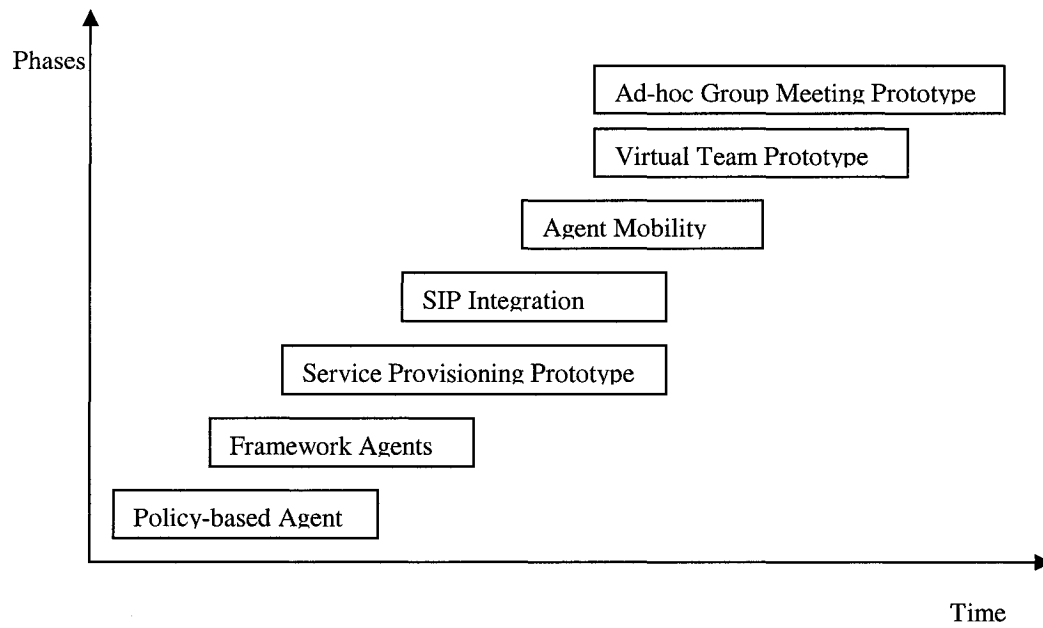 Phases
Ad-hoc Group Meeting Prototype
Virtual Team Prototype
Agent Mobility
SIP Integration
Service Provisioning Prototype
Framework Agents
Policy-based Agent
Time